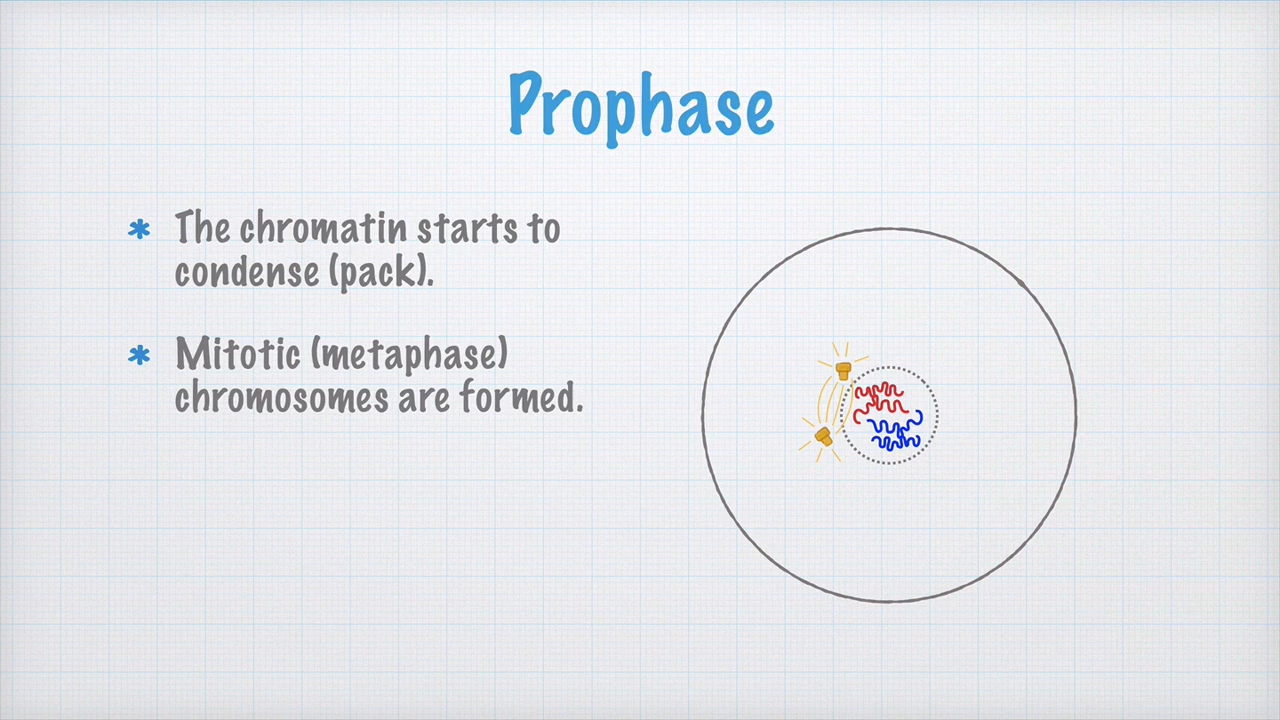 Prophase
* The chromatin starts to
condense (pack).
* Mitotic (metaphase)
chromosomes are formed.